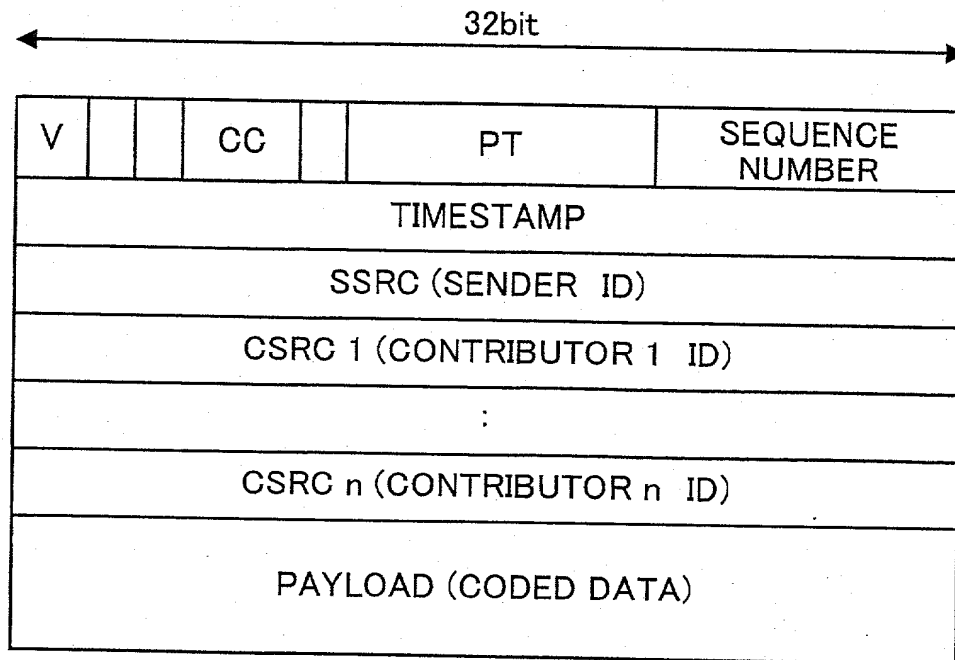 32bit
V CC PT SEQUENCE
NUMBER
TIMESTAMP
SSRC (SENDER ID)
CSRC 1 (CONTRIBUTOR 1 ID)
:
CSRC n (CONTRIBUTOR n ID)
PAYLOAD (CODED DATA)